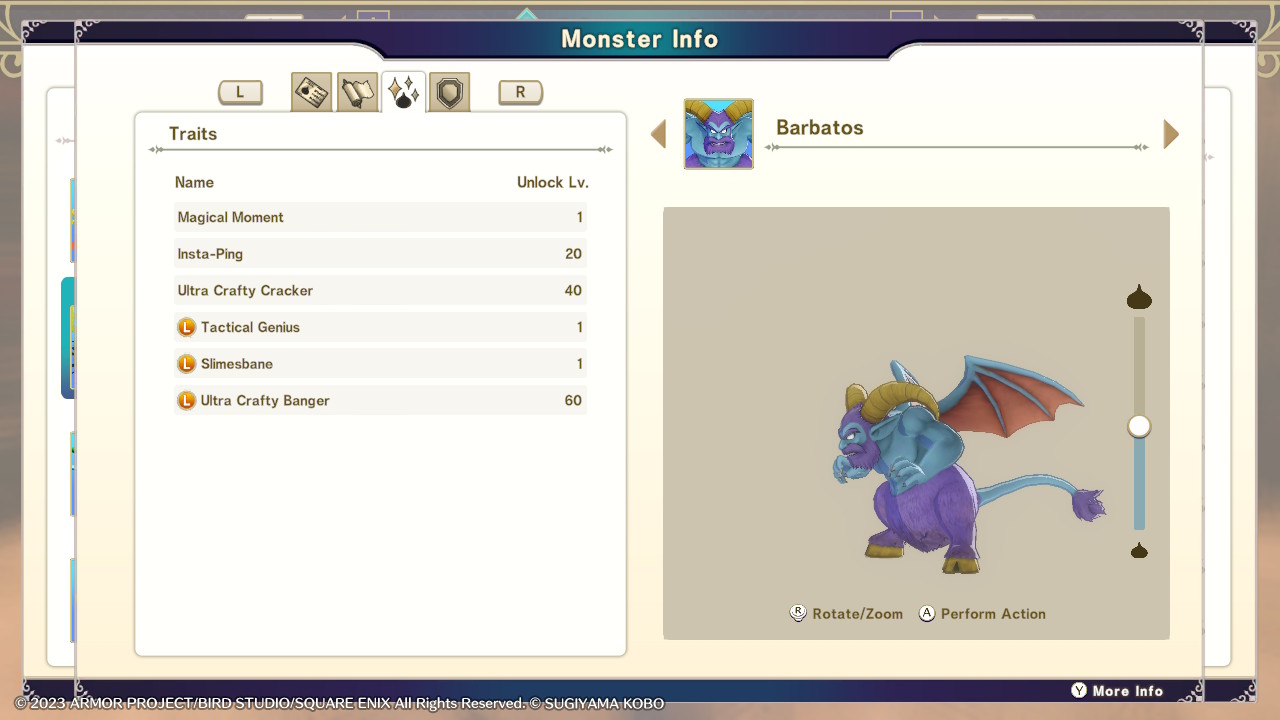 Monster Info
L
R
Traits
Name Unlock Lv.
Magical Moment 1
Insta-Ping 20
Ultra Crafty Cracker 40
L Tactical Genius 1
L Slimesbane 1
L Ultra Crafty Banger 60
Barbatos
R Rotate/Zoom A Perform Action
Y More Info
© 2023 ARMOR PROJECT/BIRD STUDIO/SQUARE ENIX All Rights Reserved. © SUGIYAMA KOBO